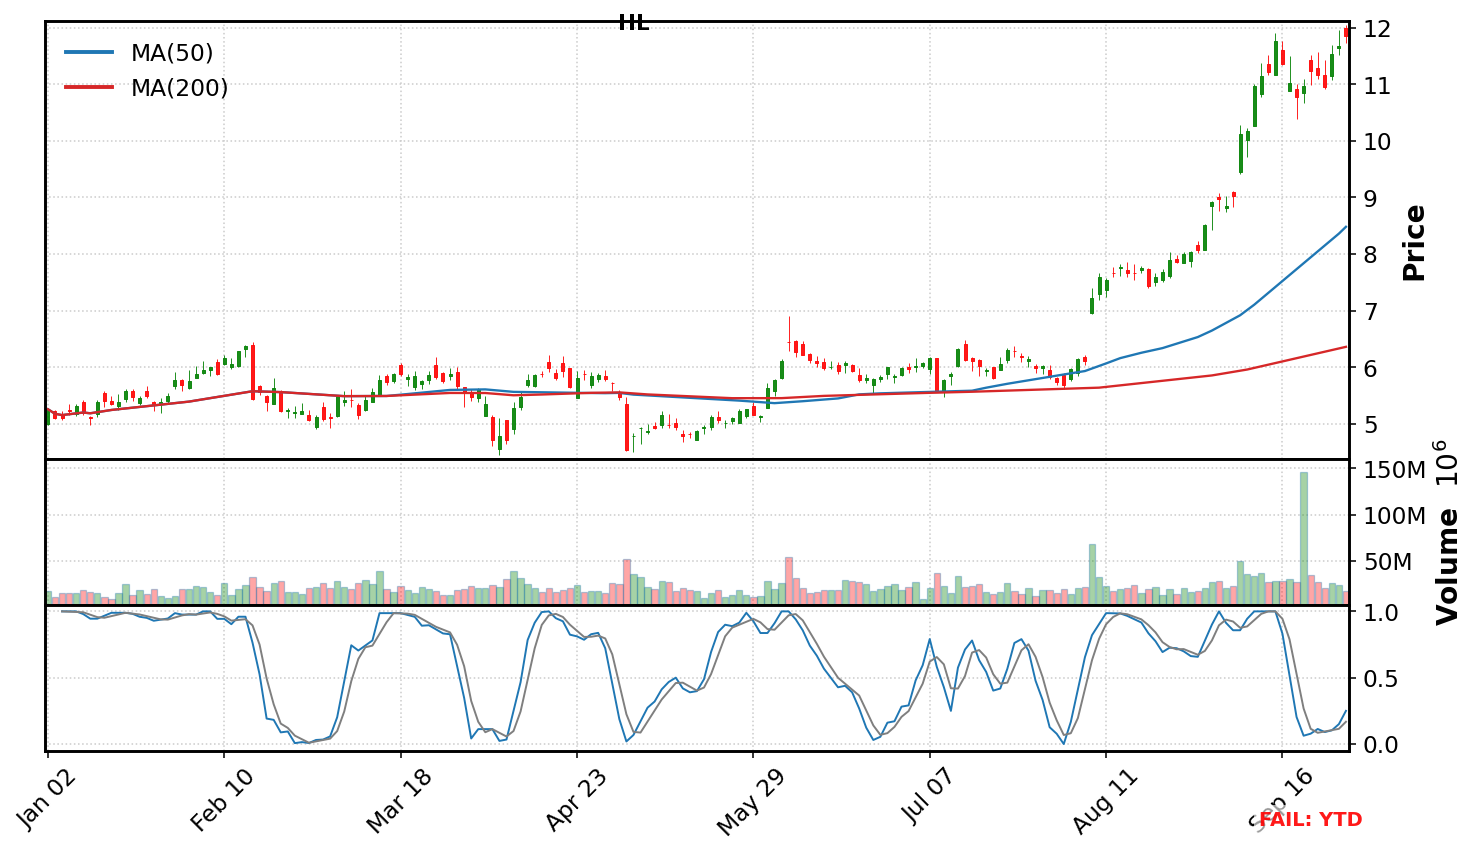 HL
MA(50)
MA(200)
12
11
10
9
8
7
6
5
Price
150M
100M
50M
Volume 10^6
1.0
0.5
0.0
Jan 02
Feb 10
Mar 18
Apr 23
May 29
Jul 07
Aug 11
Sep 16
FAIL: YTD